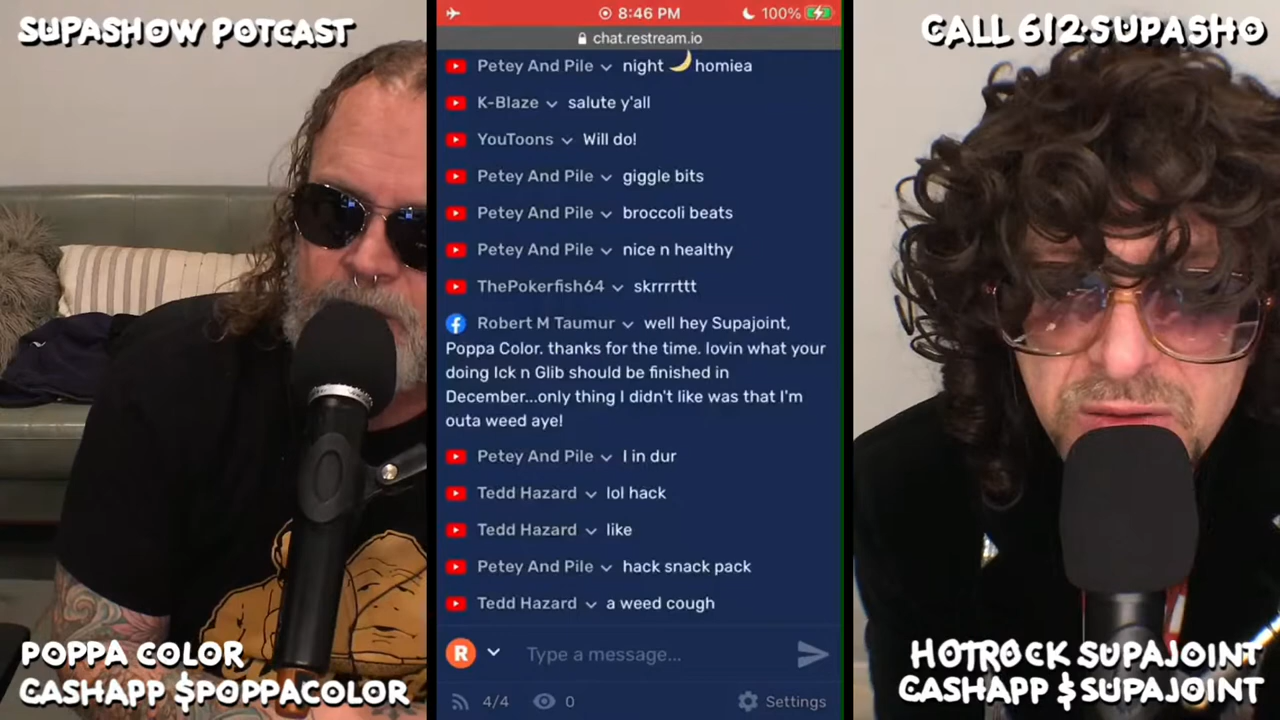 SUPASHOW POTCAST
8:46 PM
100%
CALL 612·SUPASHO
chat.restream.io
Petey And Pile night 🌙 homiea
K-Blaze salute y'all
YouToons Will do!
Petey And Pile giggle bits
Petey And Pile broccoli beats
Petey And Pile nice n healthy
ThePokerfish64 skrrrrttt
Robert M Taumur well hey Supajoint,
Poppa Color. thanks for the time. lovin what your
doing Ick n Glib should be finished in
December...only thing I didn't like was that I'm
outa weed aye!
Petey And Pile I in dur
Tedd Hazard lol hack
Tedd Hazard like
Petey And Pile hack snack pack
Tedd Hazard a weed cough
R
Type a message...
4/4
0
Settings
POPPA COLOR
CASHAPP $POPPACOLOR
HOTROCK SUPAJOINT
CASHAPP $SUPAJOINT